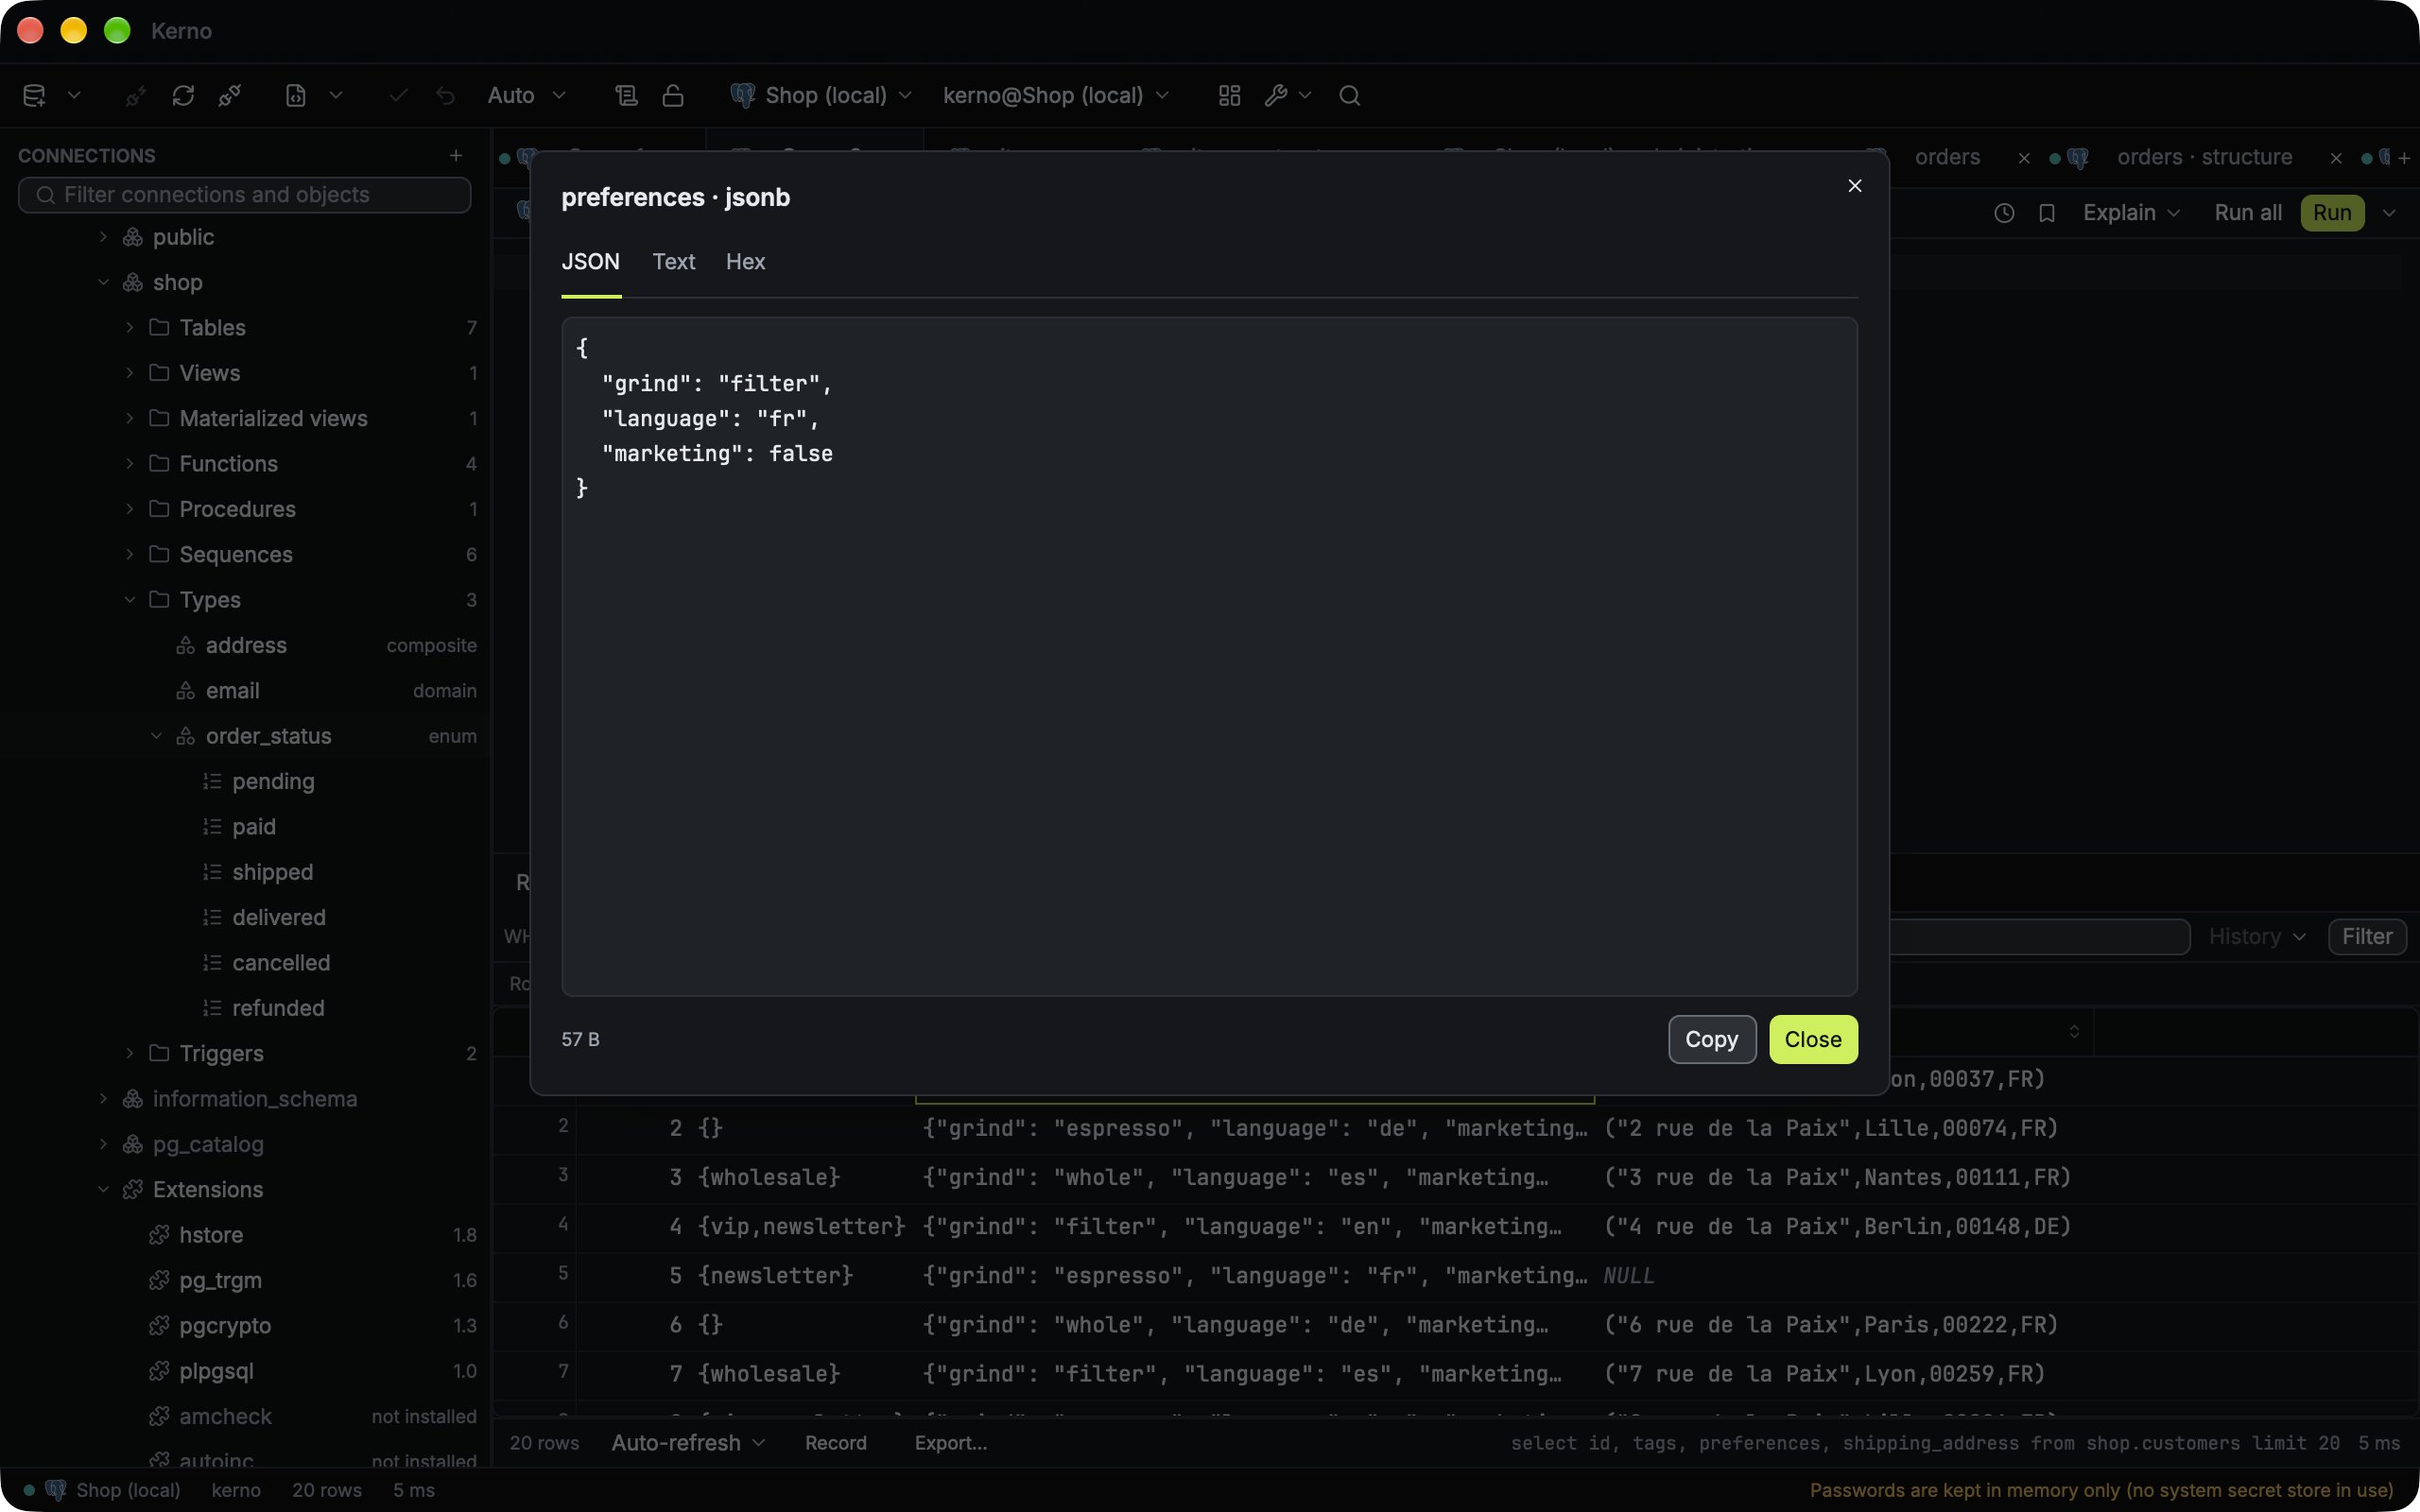 Kerno
Auto
Shop (local)
kerno@Shop (local)
CONNECTIONS
Filter connections and objects
public
shop
Tables 7
Views 1
Materialized views 1
Functions 4
Procedures 1
Sequences 6
Types 3
address composite
email domain
order_status enum
pending
paid
shipped
delivered
cancelled
refunded
Triggers 2
information_schema
pg_catalog
Extensions
hstore 1.8
pg_trgm 1.6
pgcrypto 1.3
plpgsql 1.0
amcheck not installed
autoinc not installed
orders
orders · structure
Explain
Run all
Run
preferences · jsonb
JSON Text Hex
{
"grind": "filter",
"language": "fr",
"marketing": false
}
57 B
Copy
Close
History
Filter
on,00037,FR)
2 2 {} {"grind": "espresso", "language": "de", "marketing… ("2 rue de la Paix",Lille,00074,FR)
3 3 {wholesale} {"grind": "whole", "language": "es", "marketing… ("3 rue de la Paix",Nantes,00111,FR)
4 4 {vip,newsletter} {"grind": "filter", "language": "en", "marketing… ("4 rue de la Paix",Berlin,00148,DE)
5 5 {newsletter} {"grind": "espresso", "language": "fr", "marketing… NULL
6 6 {} {"grind": "whole", "language": "de", "marketing… ("6 rue de la Paix",Paris,00222,FR)
7 7 {wholesale} {"grind": "filter", "language": "es", "marketing… ("7 rue de la Paix",Lyon,00259,FR)
20 rows Auto-refresh Record Export... select id, tags, preferences, shipping_address from shop.customers limit 20 5 ms
Shop (local) kerno 20 rows 5 ms Passwords are kept in memory only (no system secret store in use)